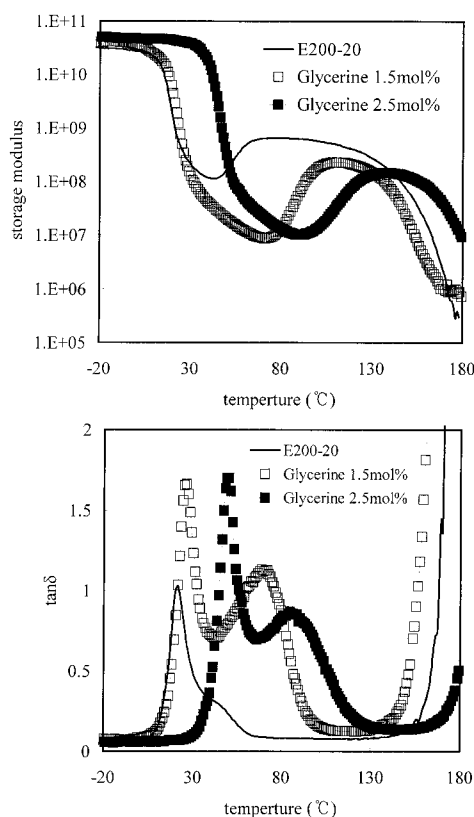 1.E+11
1.E+10
1.E+09
1.E+08
1.E+07
1.E+06
1.E+05
storage modulus
E200-20
Glycerine 1.5mol%
Glycerine 2.5mol%
-20 30 80 130 180
temperture (℃)
2
1.5
1
0.5
0
tanδ
E200-20
Glycerine 1.5mol%
Glycerine 2.5mol%
-20 30 80 130 180
temperture (℃)